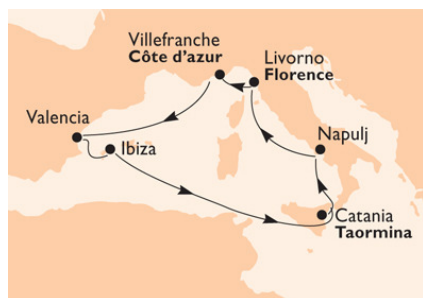 Villefranche
Côte d'azur
Livorno
Florence
Valencia
Ibiza
Napulj
Catania
Taormina